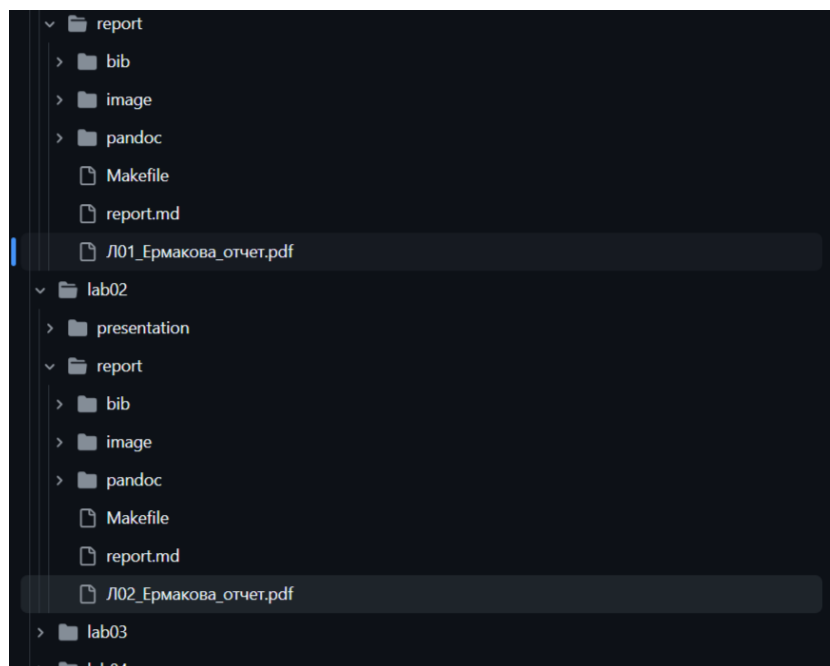 report
bib
image
pandoc
Makefile
report.md
Л01_Ермакова_отчет.pdf
lab02
presentation
report
bib
image
pandoc
Makefile
report.md
Л02_Ермакова_отчет.pdf
lab03